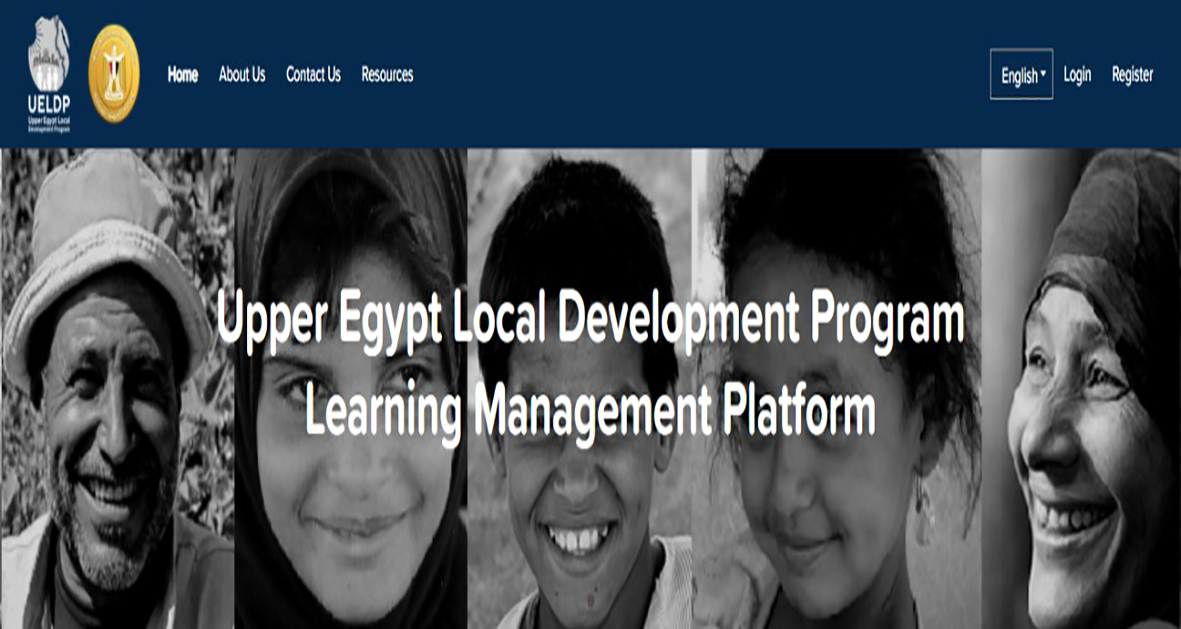 UELDP
Upper Egypt Local
Development Program
Home About Us Contact Us Resources
English Login Register
Upper Egypt Local Development Program
Learning Management Platform